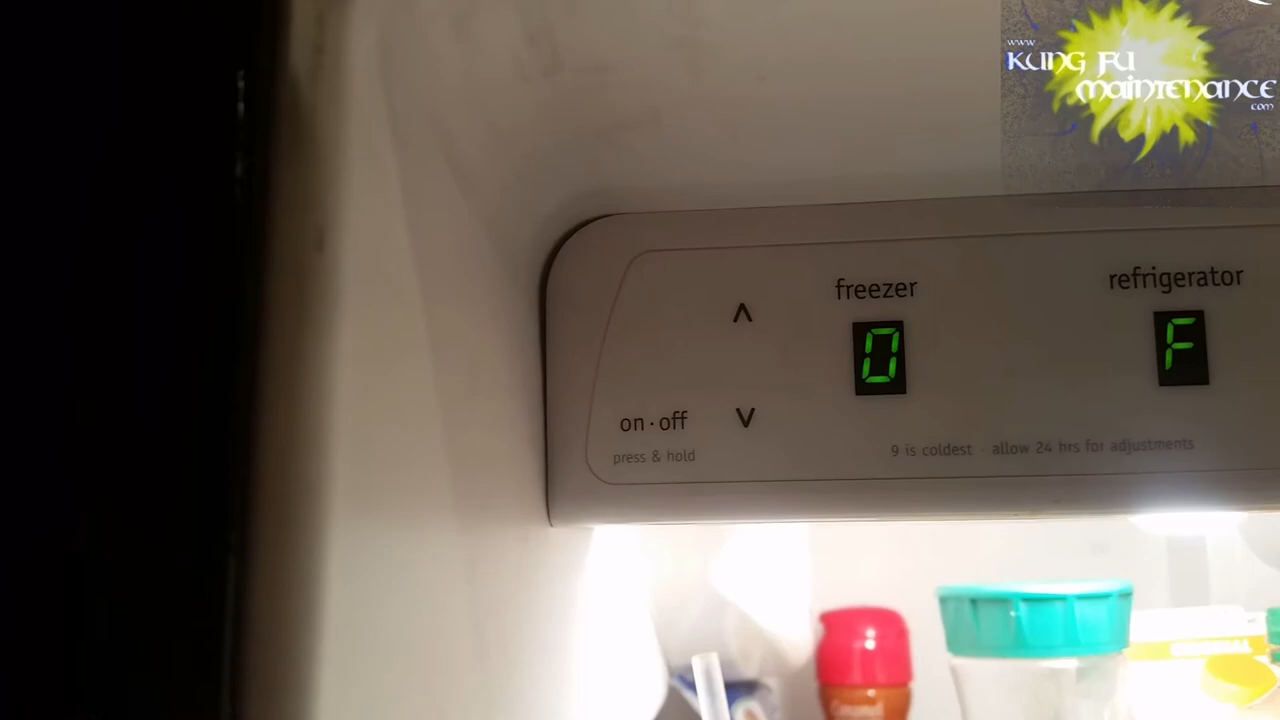 www.
KUNG FU
MAINTENANCE
.com
freezer
refrigerator
0
F
on·off
press & hold
9 is coldest · allow 24 hrs for adjustments
Caramel